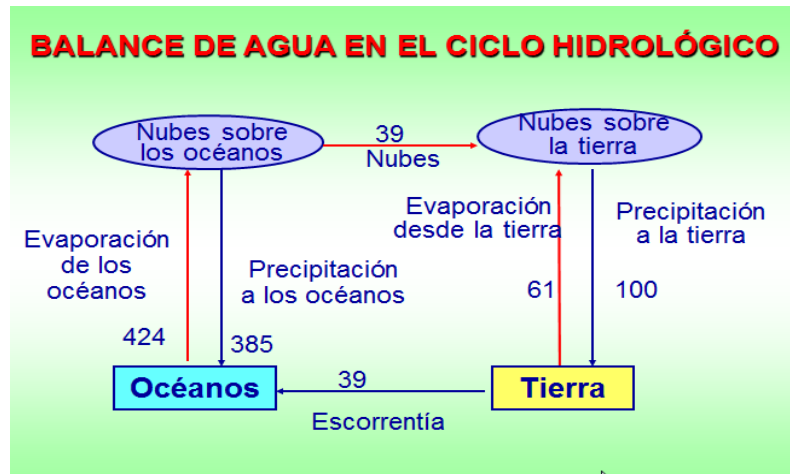 BALANCE DE AGUA EN EL CICLO HIDROLÓGICO
Nubes sobre
los océanos
39
Nubes
Nubes sobre
la tierra
Evaporación
de los
océanos
424
Precipitación
a los océanos
385
Evaporación
desde la tierra
61
Precipitación
a la tierra
100
Océanos
39
Escorrentía
Tierra